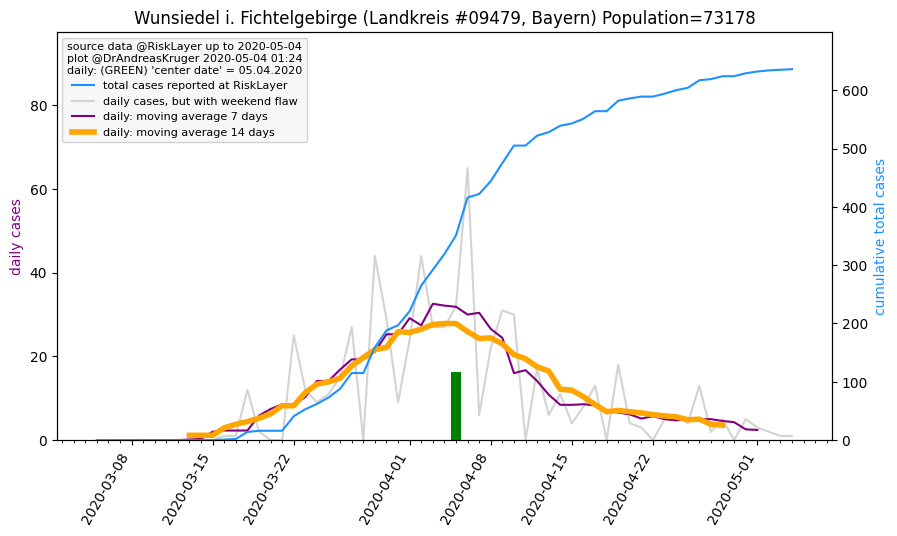 Wunsiedel i. Fichtelgebirge (Landkreis #09479, Bayern) Population=73178
source data @RiskLayer up to 2020-05-04
plot @DrAndreasKruger 2020-05-04 01:24
daily: (GREEN) 'center date' = 05.04.2020
total cases reported at RiskLayer
daily cases, but with weekend flaw
daily: moving average 7 days
daily: moving average 14 days
daily cases
80
60
40
20
0
cumulative total cases
600
500
400
300
200
100
0
2020-03-08
2020-03-15
2020-03-22
2020-04-01
2020-04-08
2020-04-15
2020-04-22
2020-05-01